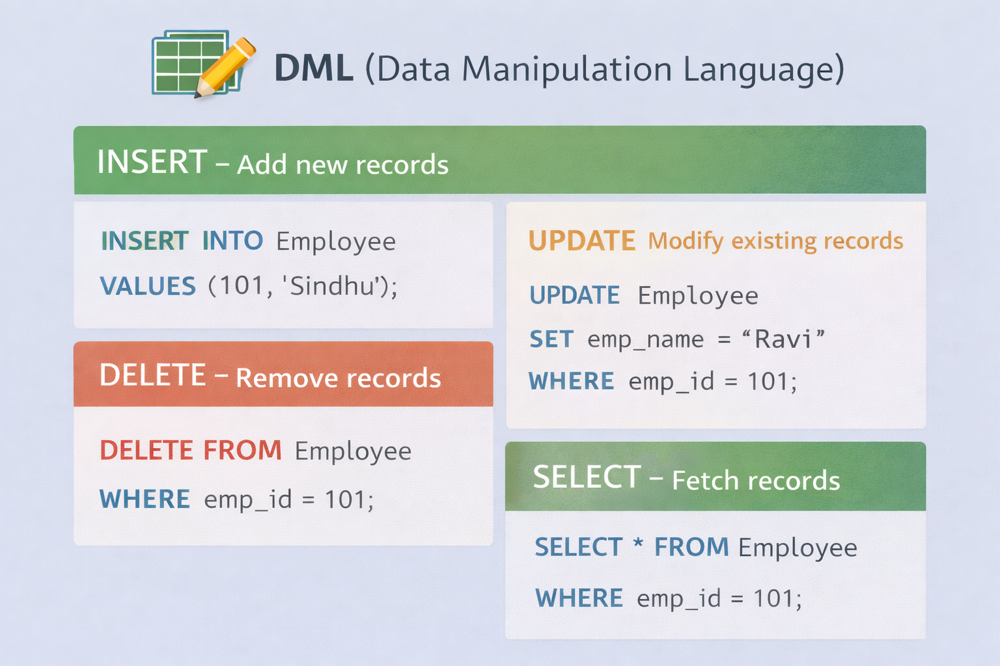 DML (Data Manipulation Language)
INSERT – Add new records
INSERT INTO Employee
VALUES (101, 'Sindhu’);
UPDATE Modify existing records
UPDATE Employee
SET emp_name = “Ravi”
WHERE emp_id = 101;
DELETE – Remove records
DELETE FROM Employee
WHERE emp_id = 101;
SELECT – Fetch records
SELECT * FROM Employee
WHERE emp_id = 101;